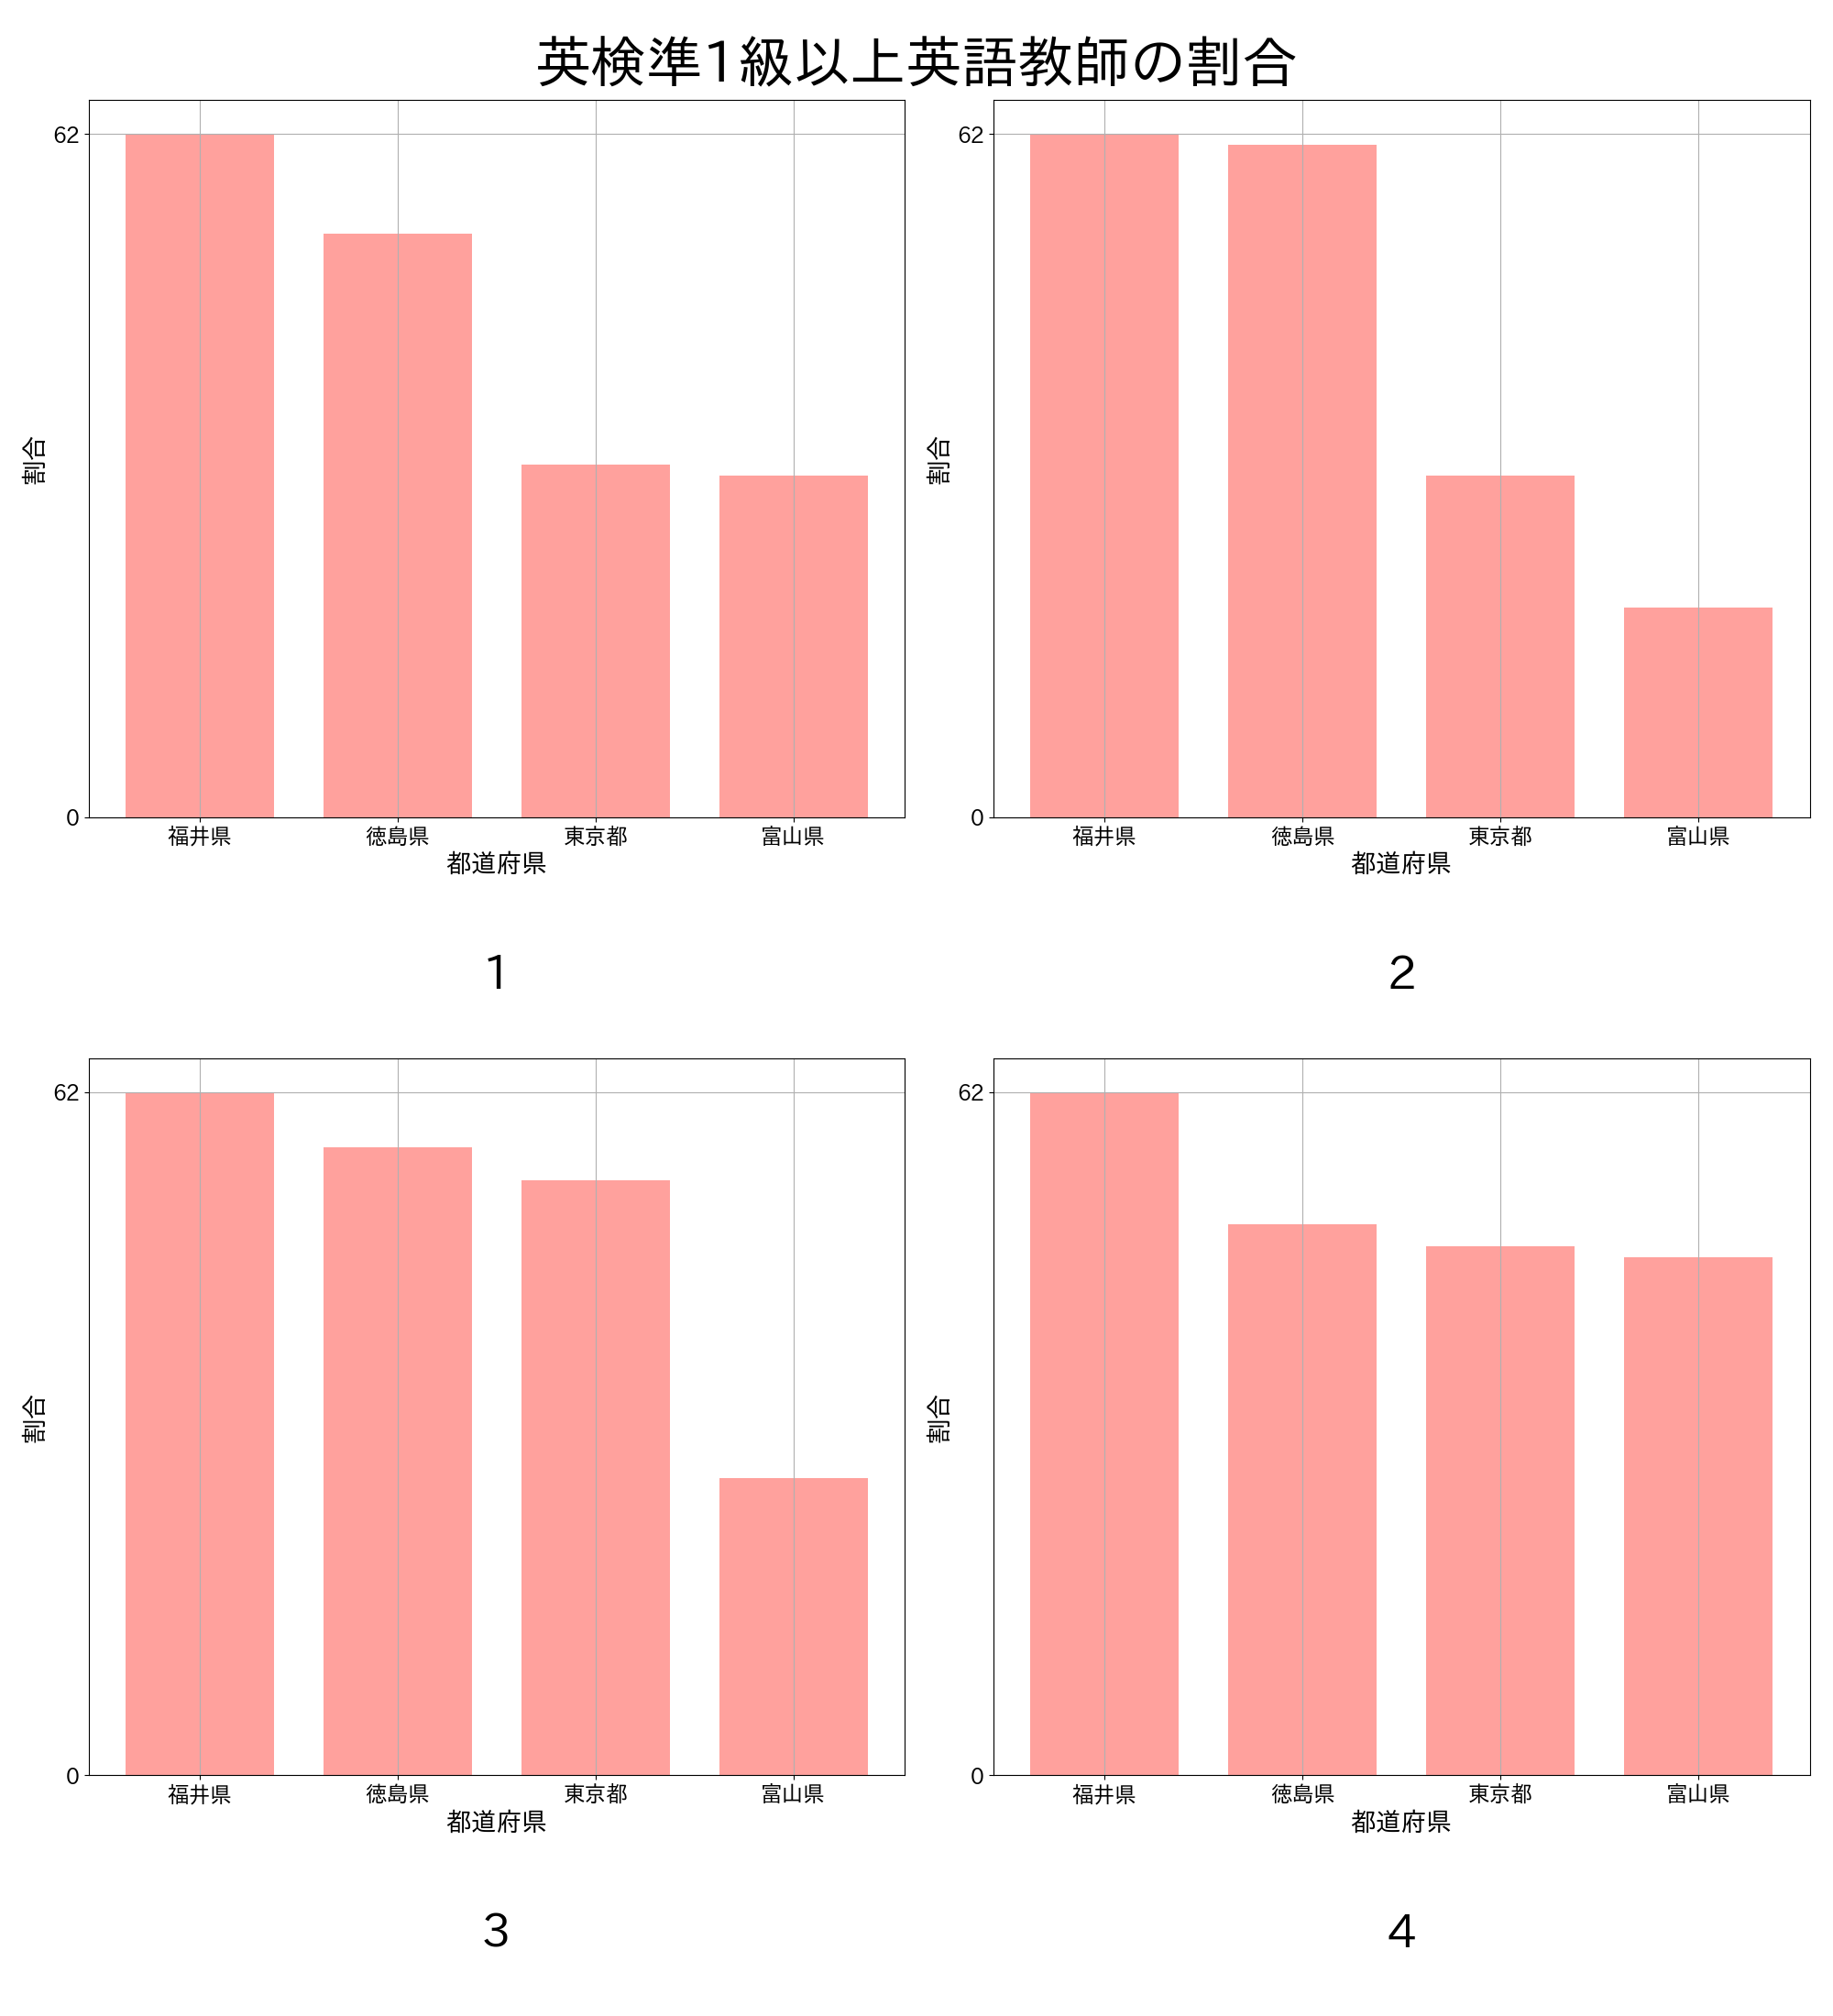 英検準1級以上英語教師の割合
62
割合
0
福井県 徳島県 東京都 富山県
都道府県
1
62
割合
0
福井県 徳島県 東京都 富山県
都道府県
2
62
割合
0
福井県 徳島県 東京都 富山県
都道府県
3
62
割合
0
福井県 徳島県 東京都 富山県
都道府県
4